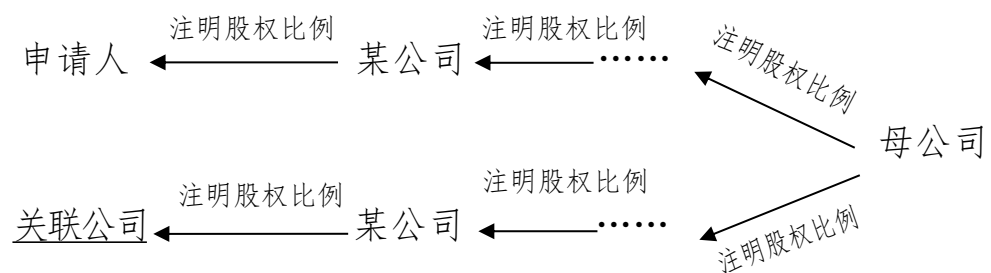 注明股权比例 注明股权比例 注明股权比例
申请人 某公司 ……
母公司
注明股权比例 注明股权比例
关联公司 某公司 ……
注明股权比例